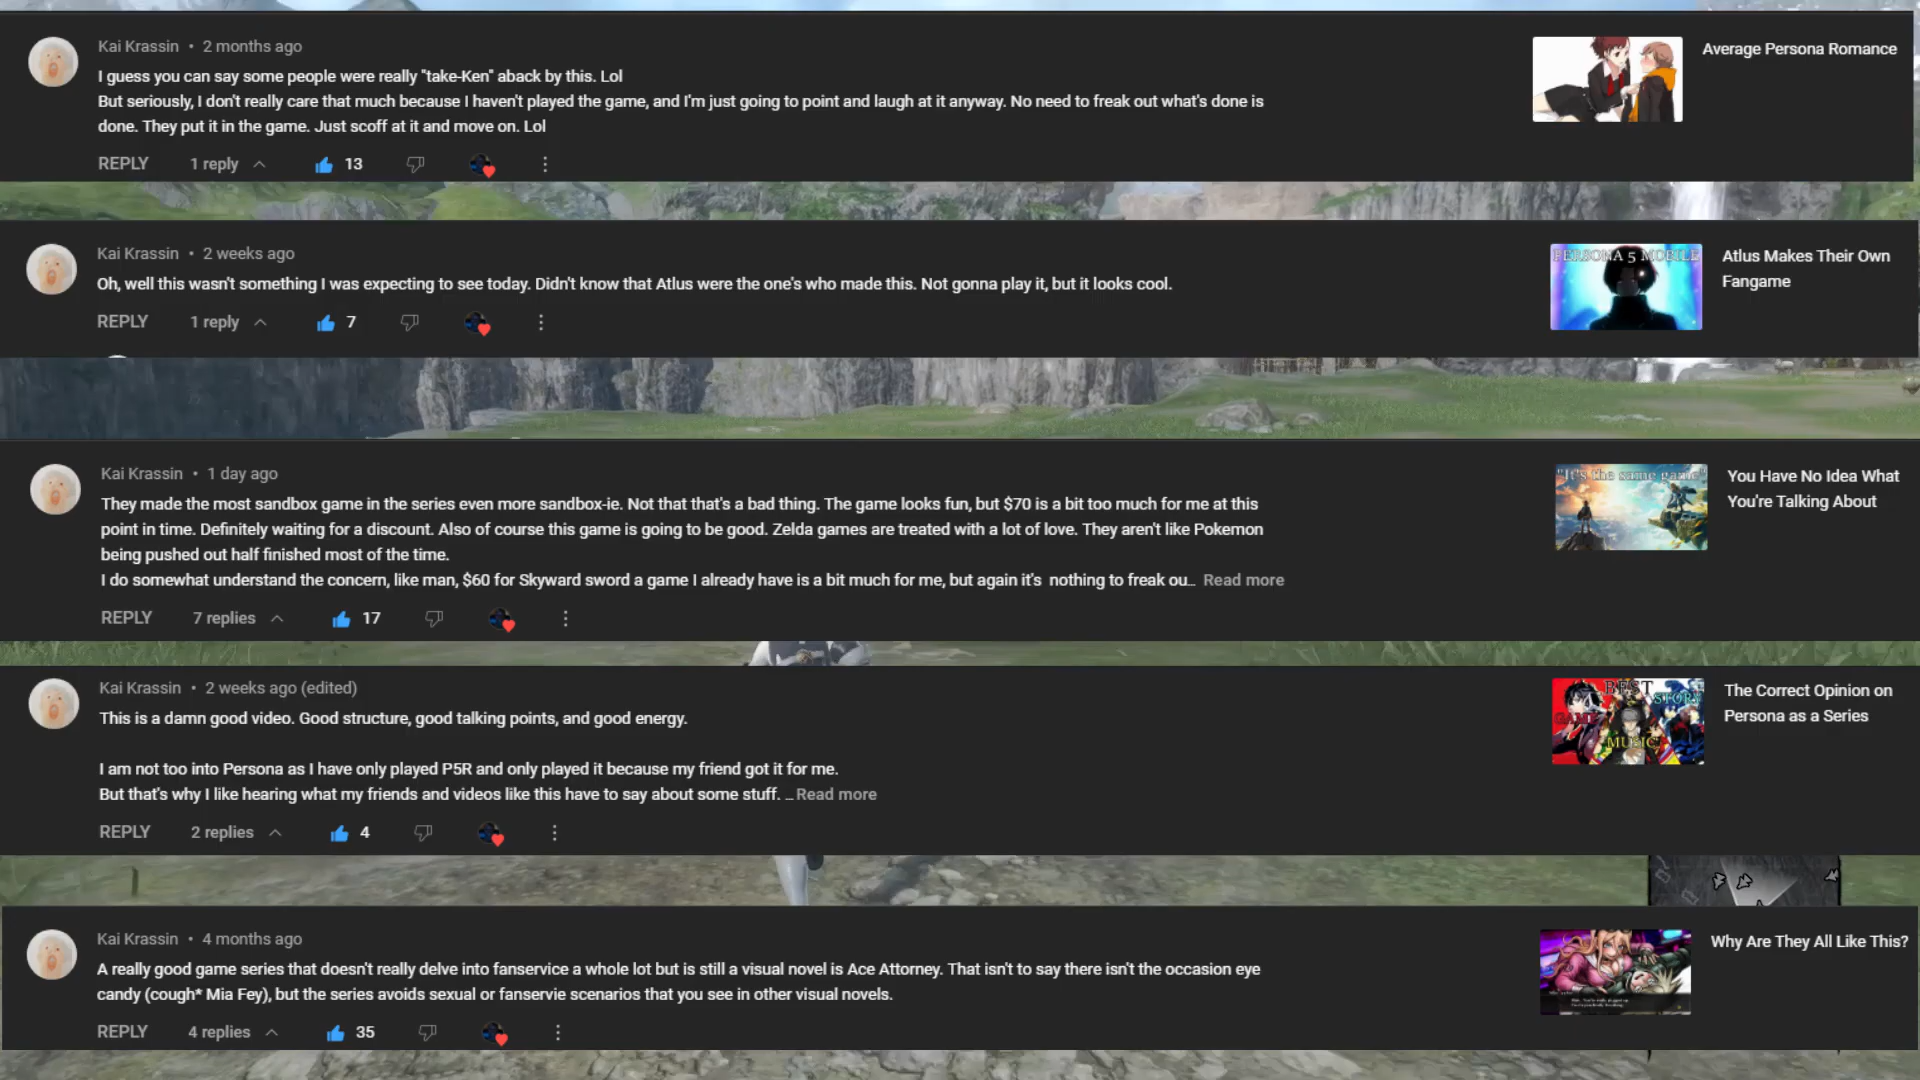 Kai Krassin • 2 months ago
I guess you can say some people were really "take-Ken" aback by this. Lol
But seriously, I don't really care that much because I haven't played the game, and I'm just going to point and laugh at it anyway. No need to freak out what's done is
done. They put it in the game. Just scoff at it and move on. Lol
REPLY 1 reply 13
Average Persona Romance
Kai Krassin • 2 weeks ago
Oh, well this wasn't something I was expecting to see today. Didn't know that Atlus were the one's who made this. Not gonna play it, but it looks cool.
REPLY 1 reply 7
PERSONA 5 MOBILE
Atlus Makes Their Own
Fangame
Kai Krassin • 1 day ago
They made the most sandbox game in the series even more sandbox-ie. Not that that's a bad thing. The game looks fun, but $70 is a bit too much for me at this
point in time. Definitely waiting for a discount. Also of course this game is going to be good. Zelda games are treated with a lot of love. They aren't like Pokemon
being pushed out half finished most of the time.
I do somewhat understand the concern, like man, $60 for Skyward sword a game I already have is a bit much for me, but again it's nothing to freak ou... Read more
REPLY 7 replies 17
"It's the same game"
You Have No Idea What
You're Talking About
Kai Krassin • 2 weeks ago (edited)
This is a damn good video. Good structure, good talking points, and good energy.
I am not too into Persona as I have only played P5R and only played it because my friend got it for me.
But that's why I like hearing what my friends and videos like this have to say about some stuff. ... Read more
REPLY 2 replies 4
BEST
STORY
GAME
MUSIC
The Correct Opinion on
Persona as a Series
Kai Krassin • 4 months ago
A really good game series that doesn't really delve into fanservice a whole lot but is still a visual novel is Ace Attorney. That isn't to say there isn't the occasion eye
candy (cough* Mia Fey), but the series avoids sexual or fanservie scenarios that you see in other visual novels.
REPLY 4 replies 35
Why Are They All Like This?